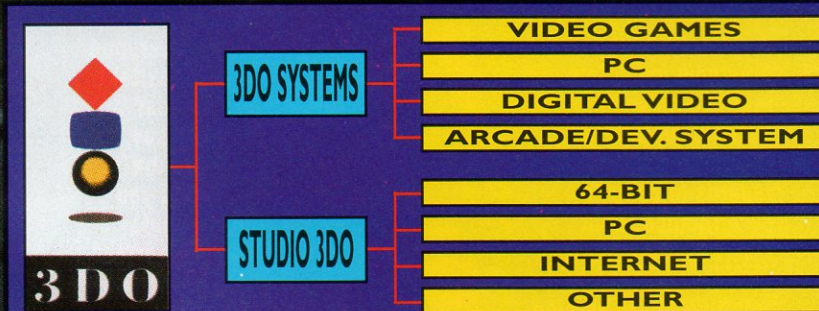 3DO
3DO SYSTEMS
VIDEO GAMES
PC
DIGITAL VIDEO
ARCADE/DEV. SYSTEM
STUDIO 3DO
64-BIT
PC
INTERNET
OTHER